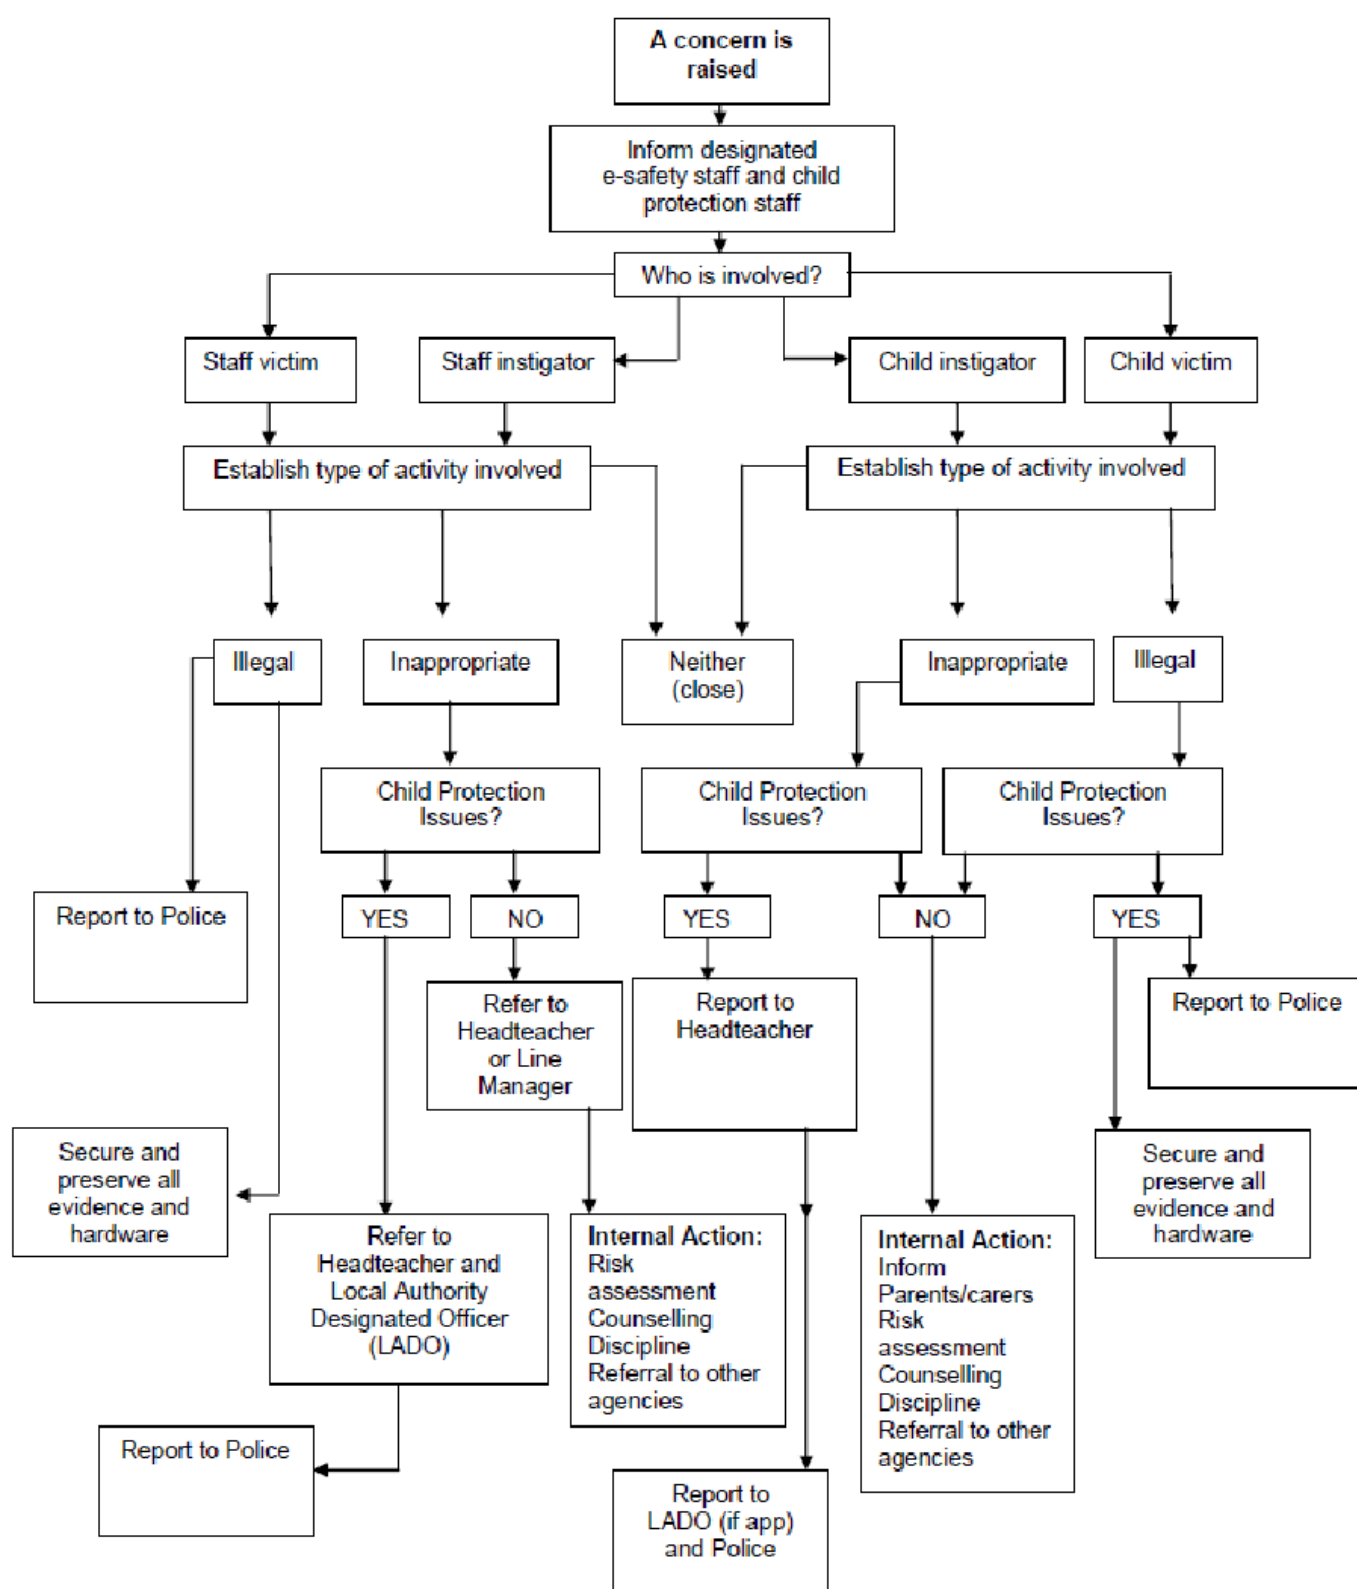 A concern is
raised
Inform designated
e-safety staff and child
protection staff
Who is involved?
Staff victim
Staff instigator
Child instigator
Child victim
Establish type of activity involved
Establish type of activity involved
Illegal
Inappropriate
Neither
(close)
Inappropriate
Illegal
Child Protection
Issues?
Child Protection
Issues?
Child Protection
Issues?
Report to Police
YES
NO
YES
NO
YES
Refer to
Headteacher
or Line
Manager
Report to
Headteacher
Report to Police
Secure and
preserve all
evidence and
hardware
Secure and
preserve all
evidence and
hardware
Refer to
Headteacher and
Local Authority
Designated Officer
(LADO)
Internal Action:
Risk
assessment
Counselling
Discipline
Referral to other
agencies
Internal Action:
Inform
Parents/carers
Risk
assessment
Counselling
Discipline
Referral to other
agencies
Report to Police
Report to
LADO (if app)
and Police